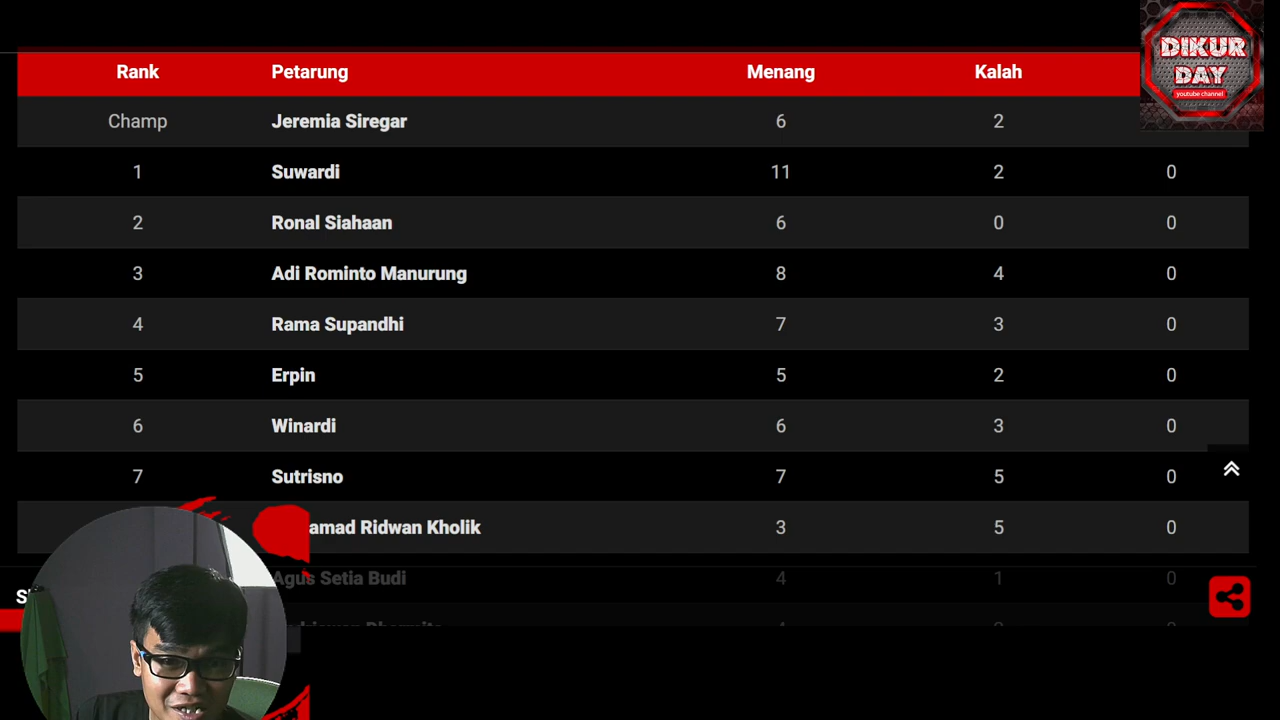 DIKUR
DAY
youtube channel
Rank Petarung Menang Kalah
Champ Jeremia Siregar 6 2
1 Suwardi 11 2 0
2 Ronal Siahaan 6 0 0
3 Adi Rominto Manurung 8 4 0
4 Rama Supandhi 7 3 0
5 Erpin 5 2 0
6 Winardi 6 3 0
7 Sutrisno 7 5 0
amad Ridwan Kholik 3 5 0
Agus Setia Budi 4 1 0